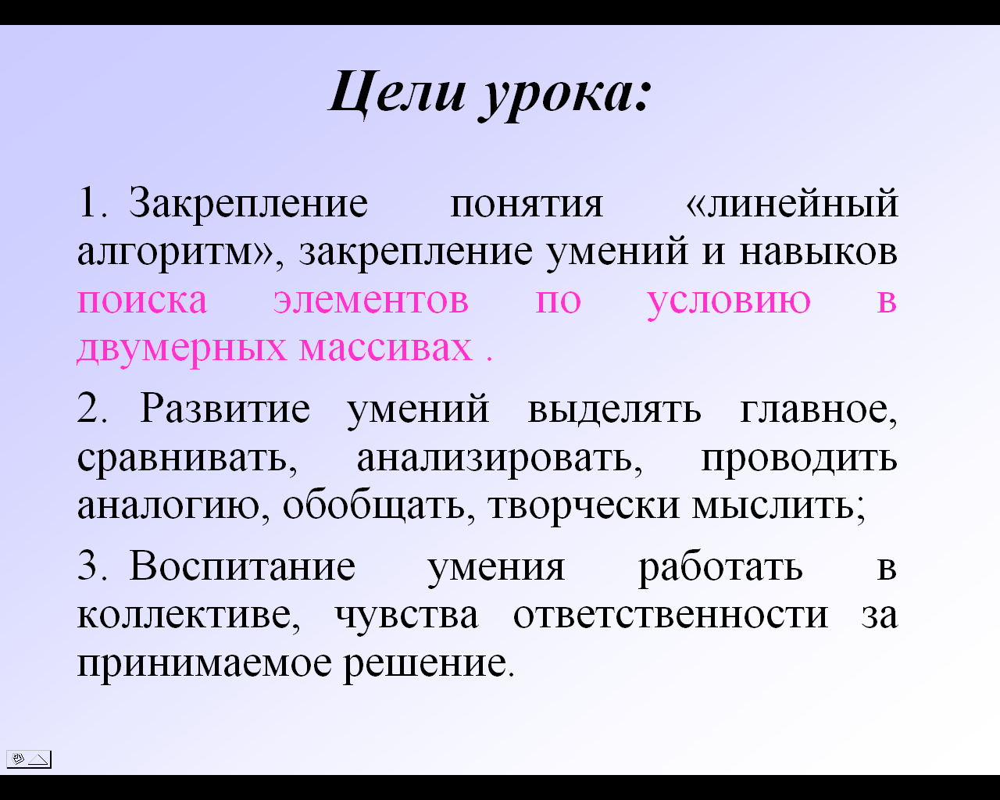 Цели урока:
1. Закрепление понятия «линейный
алгоритм», закрепление умений и навыков
поиска элементов по условию в
двумерных массивах .
2. Развитие умений выделять главное,
сравнивать, анализировать, проводить
аналогию, обобщать, творчески мыслить;
3. Воспитание умения работать в
коллективе, чувства ответственности за
принимаемое решение.